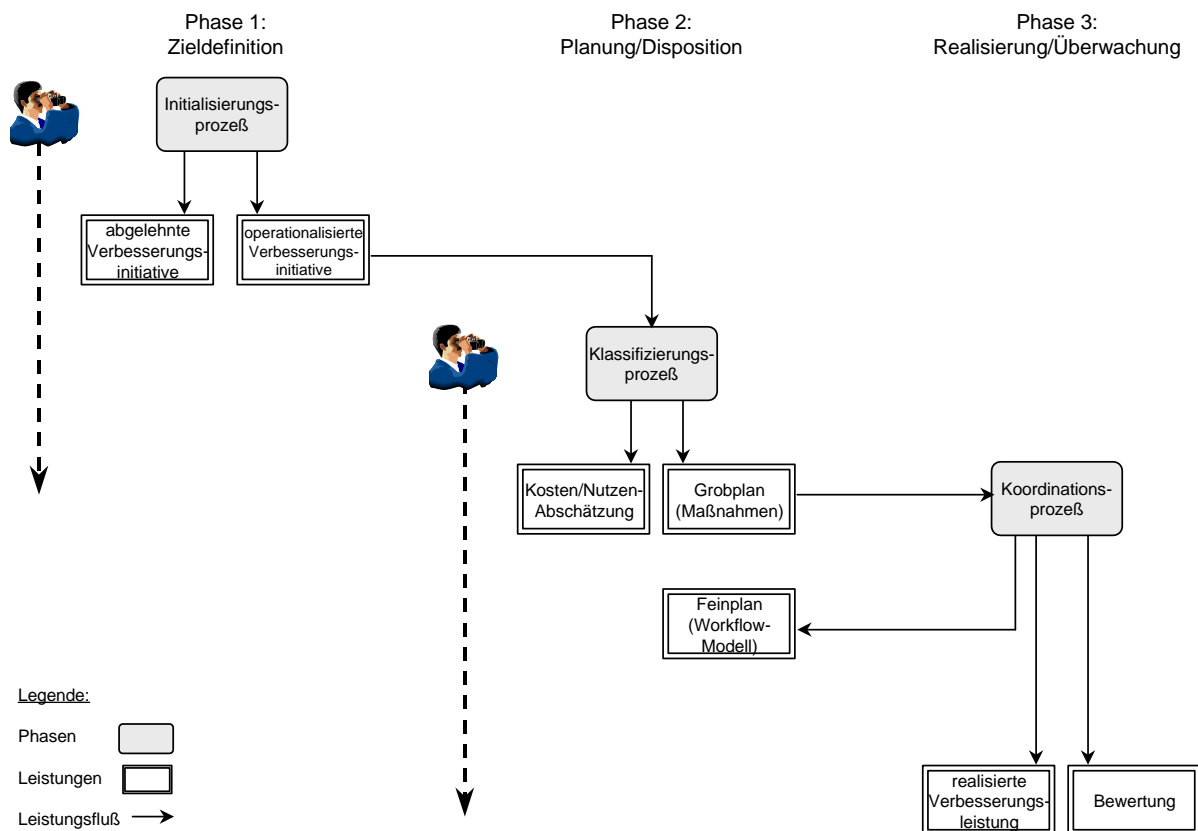 Phase 1:
Zieldefinition
Phase 2:
Planung/Disposition
Phase 3:
Realisierung/Überwachung
Initialisierungs-
prozeß
abgelehnte
Verbesserungs-
initiative
operationalisierte
Verbesserungs-
initiative
Klassifizierungs-
prozeß
Kosten/Nutzen-
Abschätzung
Grobplan
(Maßnahmen)
Koordinations-
prozeß
Feinplan
(Workflow-
Modell)
realisierte
Verbesserungs-
leistung
Bewertung
Legende:
Phasen
Leistungen
Leistungsfluß